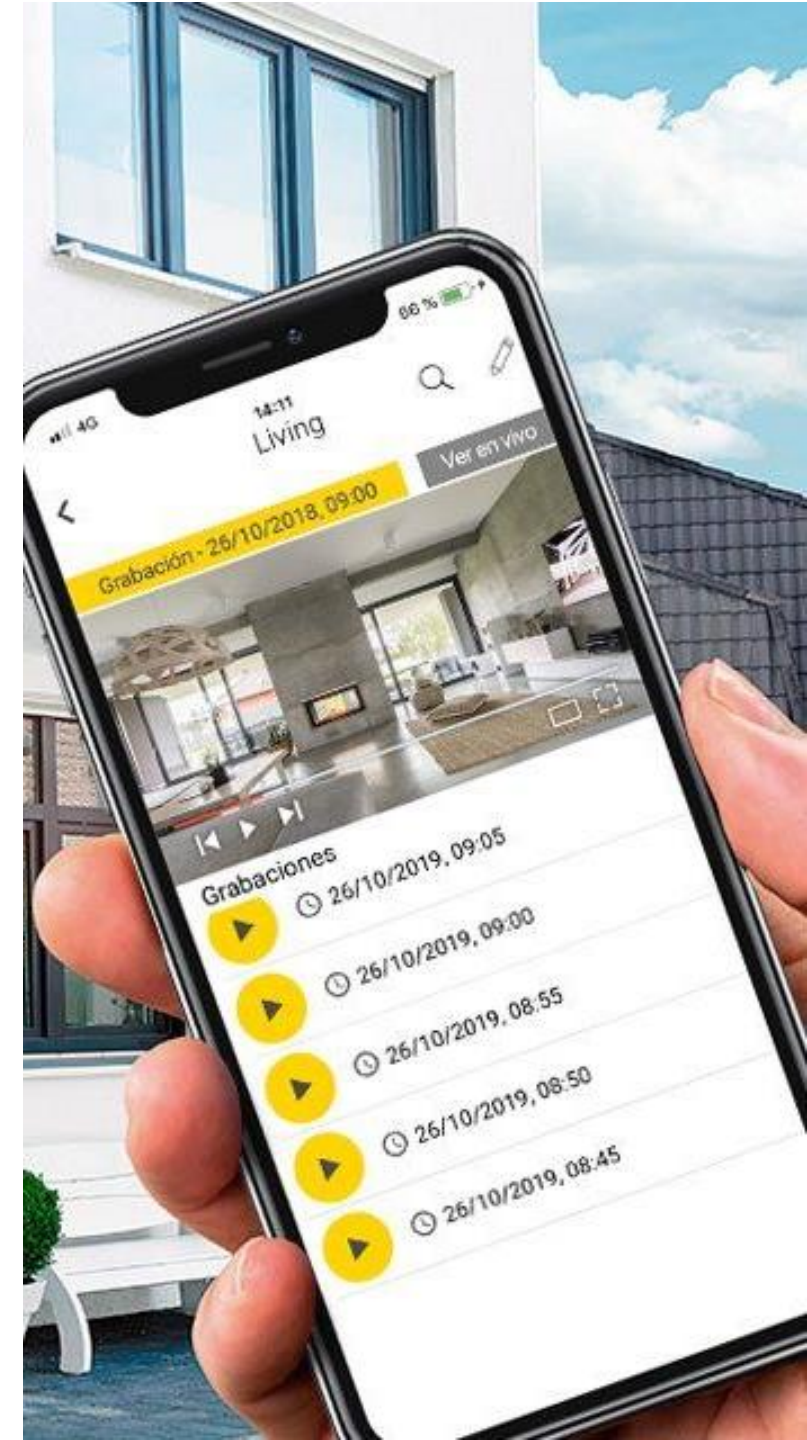 4G
14:11
66 %
Living
Grabación - 26/10/2018, 09:00
Ver en vivo
Grabaciones
26/10/2019, 09:05
26/10/2019, 09:00
26/10/2019, 08:55
26/10/2019, 08:50
26/10/2019, 08:45